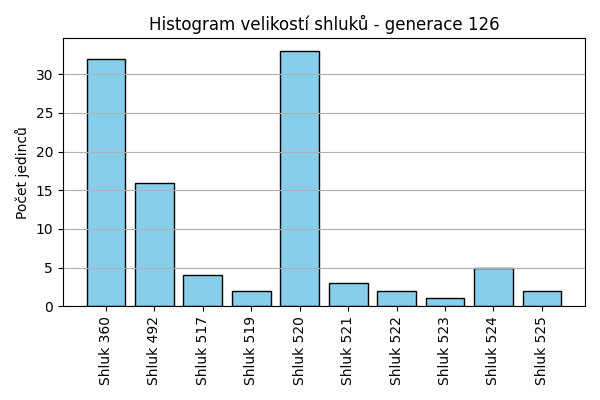 Histogram velikostí shluků - generace 126
Počet jedinců
30
25
20
15
10
5
0
Shluk 360
Shluk 492
Shluk 517
Shluk 519
Shluk 520
Shluk 521
Shluk 522
Shluk 523
Shluk 524
Shluk 525